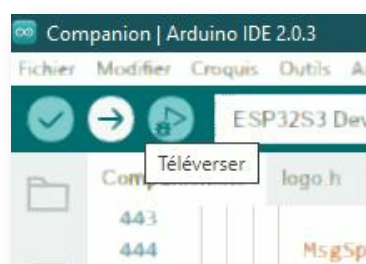 Companion | Arduino IDE 2.0.3
Fichier Modifier Croquis Outils
ESP32S3 Dev
Téléverser
logo.h
443
444
MsgSp